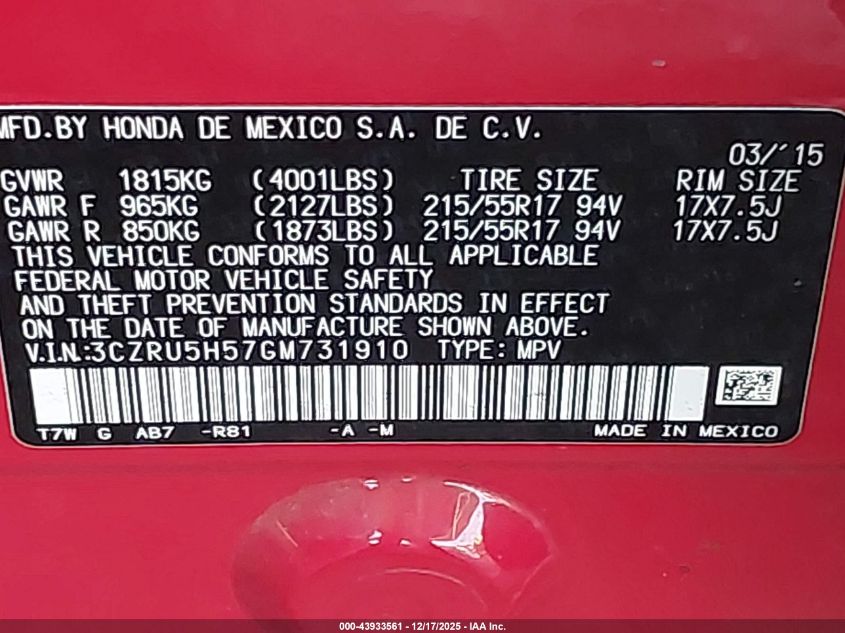 MFD.BY HONDA DE MEXICO S.A. DE C.V.
03/'15
GVWR 1815KG (4001LBS) TIRE SIZE RIM SIZE
GAWR F 965KG (2127LBS) 215/55R17 94V 17X7.5J
GAWR R 850KG (1873LBS) 215/55R17 94V 17X7.5J
THIS VEHICLE CONFORMS TO ALL APPLICABLE
FEDERAL MOTOR VEHICLE SAFETY
AND THEFT PREVENTION STANDARDS IN EFFECT
ON THE DATE OF MANUFACTURE SHOWN ABOVE.
V.I.N.:3CZRU5H57GM731910 TYPE: MPV
T7W G AB7 -R81 -A -M MADE IN MEXICO
000-43933561 - 12/17/2025 - IAA Inc.